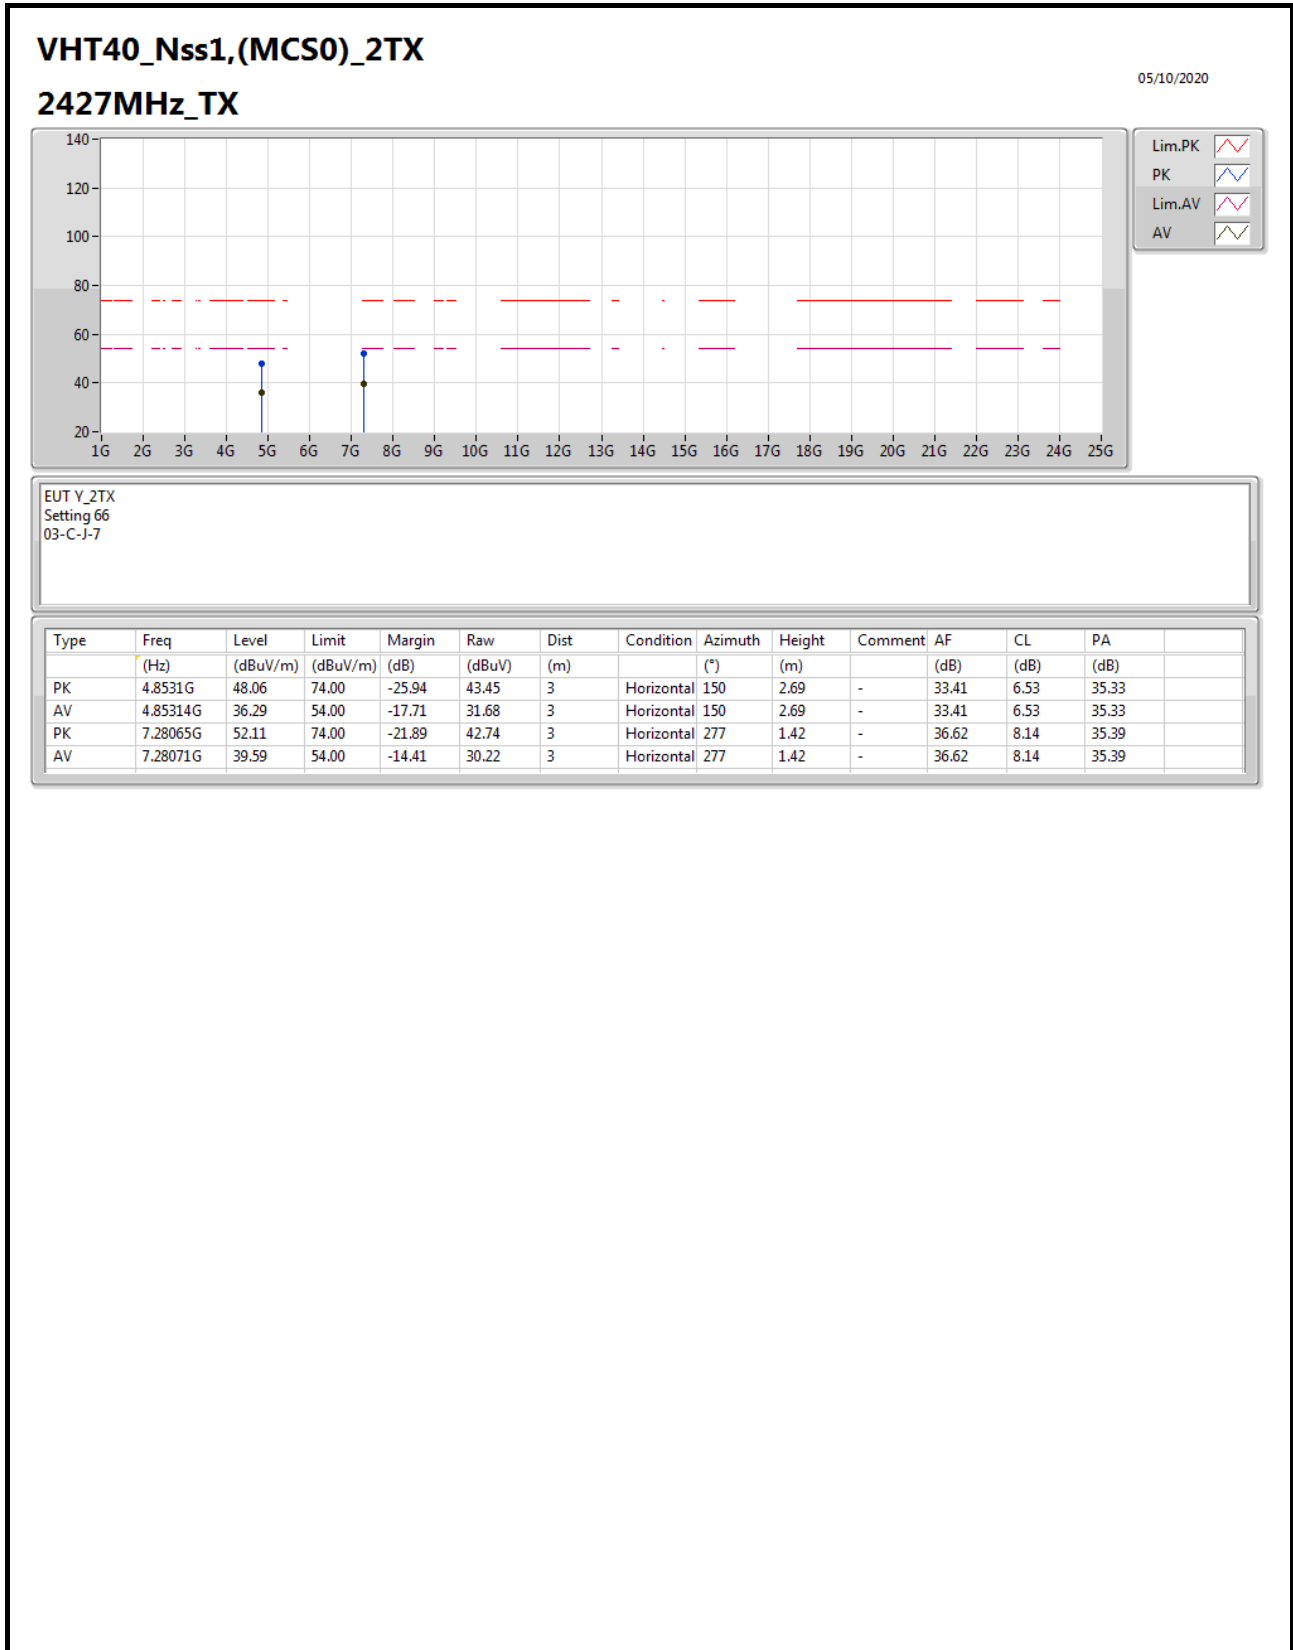 VHT40_Nss1,(MCS0)_2TX
05/10/2020
2427MHz_TX
140
120
100
80
60
40
20
1G 2G 3G 4G 5G 6G 7G 8G 9G 10G 11G 12G 13G 14G 15G 16G 17G 18G 19G 20G 21G 22G 23G 24G 25G
Lim.PK
PK
Lim.AV
AV
EUT Y_2TX
Setting 66
03-C-J-7
Type Freq Level Limit Margin Raw Dist Condition Azimuth Height Comment AF CL PA
(Hz) (dBuV/m) (dBuV/m) (dB) (dBuV) (m) (°) (m) (dB) (dB) (dB)
PK 4.8531G 48.06 74.00 -25.94 43.45 3 Horizontal 150 2.69 - 33.41 6.53 35.33
AV 4.85314G 36.29 54.00 -17.71 31.68 3 Horizontal 150 2.69 - 33.41 6.53 35.33
PK 7.28065G 52.11 74.00 -21.89 42.74 3 Horizontal 277 1.42 - 36.62 8.14 35.39
AV 7.28071G 39.59 54.00 -14.41 30.22 3 Horizontal 277 1.42 - 36.62 8.14 35.39